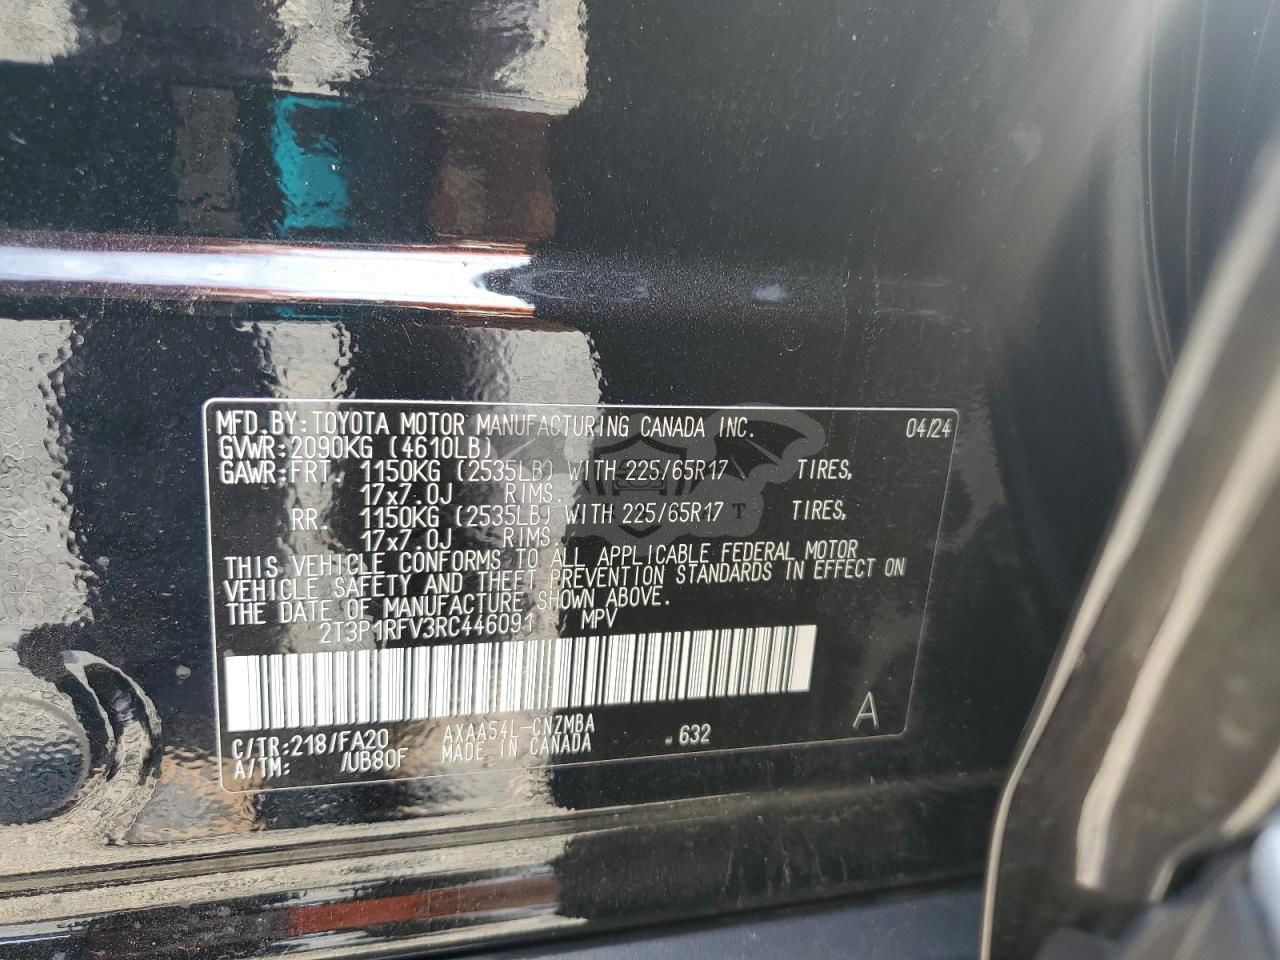 MFD.BY:TOYOTA MOTOR MANUFACTURING CANADA INC. 04/24
GVWR:2090KG (4610LB)
GAWR:FRT. 1150KG (2535LB) WITH 225/65R17 TIRES,
17x7.0J RIMS.
RR. 1150KG (2535LB) WITH 225/65R17 T TIRES,
17x7.0J RIMS.
THIS VEHICLE CONFORMS TO ALL APPLICABLE FEDERAL MOTOR
VEHICLE SAFETY AND THEFT PREVENTION STANDARDS IN EFFECT ON
THE DATE OF MANUFACTURE SHOWN ABOVE.
2T3P1RFV3RC446091 MPV
C/TR:218/FA20 AXAA54L-CNZMBA .632 A
A/TM: /UB80F MADE IN CANADA